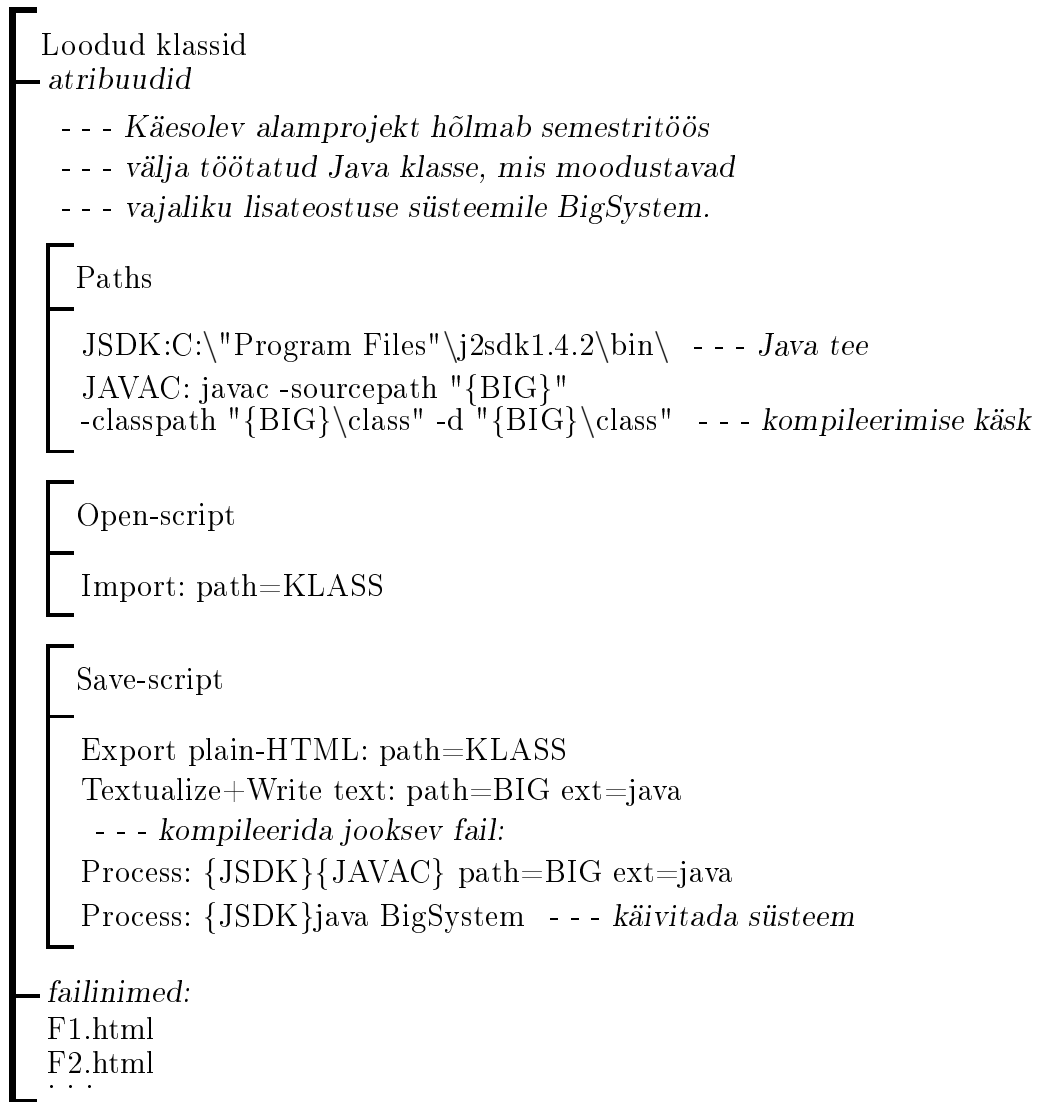 Loodud klassid
atribuudid
- - - Käesolev alamprojekt hõlmab semestritöös
- - - välja töötatud Java klasse, mis moodustavad
- - - vajaliku lisateostuse süsteemile BigSystem.
Paths
JSDK:C:\"Program Files"\j2sdk1.4.2\bin\ - - - Java tee
JAVAC: javac -sourcepath "{BIG}"
-classpath "{BIG}\class" -d "{BIG}\class" - - - kompileerimise käsk
Open-script
Import: path=KLASS
Save-script
Export plain-HTML: path=KLASS
Textualize+Write text: path=BIG ext=java
- - - kompileerida jooksev fail:
Process: {JSDK}{JAVAC} path=BIG ext=java
Process: {JSDK}java BigSystem - - - käivitada süsteem
failinimed:
F1.html
F2.html
. . .